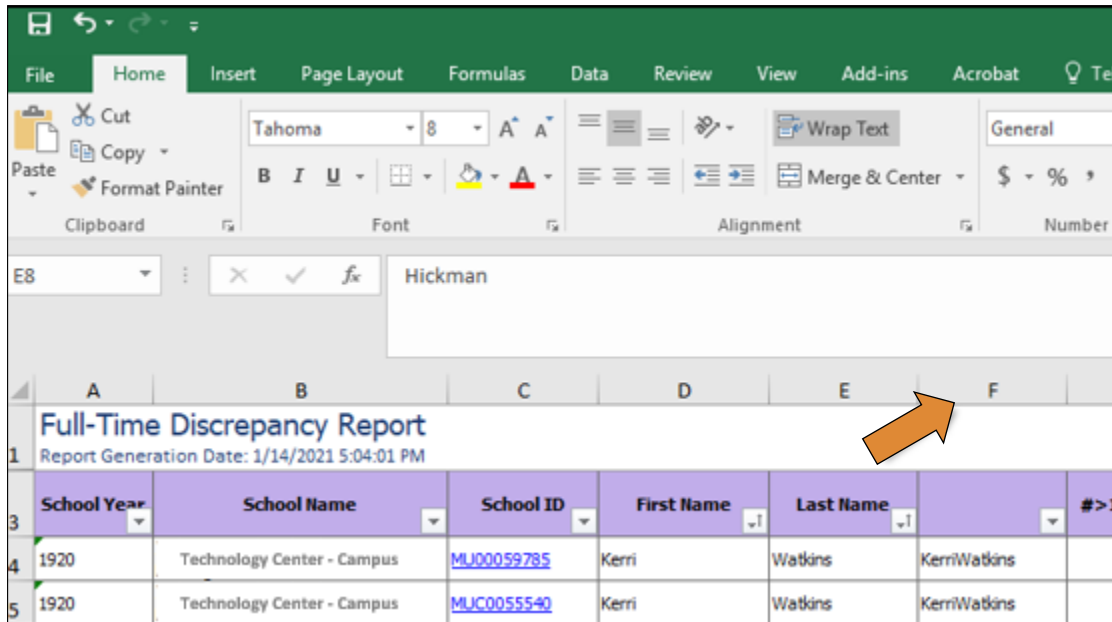 File Home Insert Page Layout Formulas Data Review View Add-ins Acrobat Te
Cut
Copy
Format Painter
Paste
Clipboard
Tahoma 8 A A
B I U A
Font
Wrap Text
Merge & Center
Alignment
General
$ % ,
Number
E8 fx Hickman
A B C D E F
1 Full-Time Discrepancy Report
Report Generation Date: 1/14/2021 5:04:01 PM
3 School Year School Name School ID First Name Last Name #>
4 1920 Technology Center - Campus MU00059785 Kerri Watkins KerriWatkins
5 1920 Technology Center - Campus MUC0055540 Kerri Watkins KerriWatkins